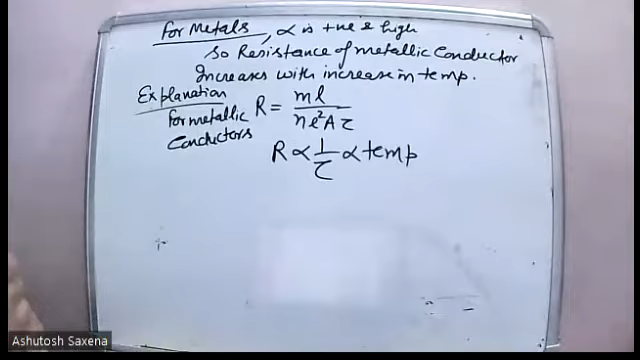 For Metals, α is +ve & high
So Resistance of metallic Conductor
Increases with increase in temp.
Explanation
For metallic Conductors
R = ml / ne²Aτ
R ∝ 1/τ ∝ temp
Ashutosh Saxena